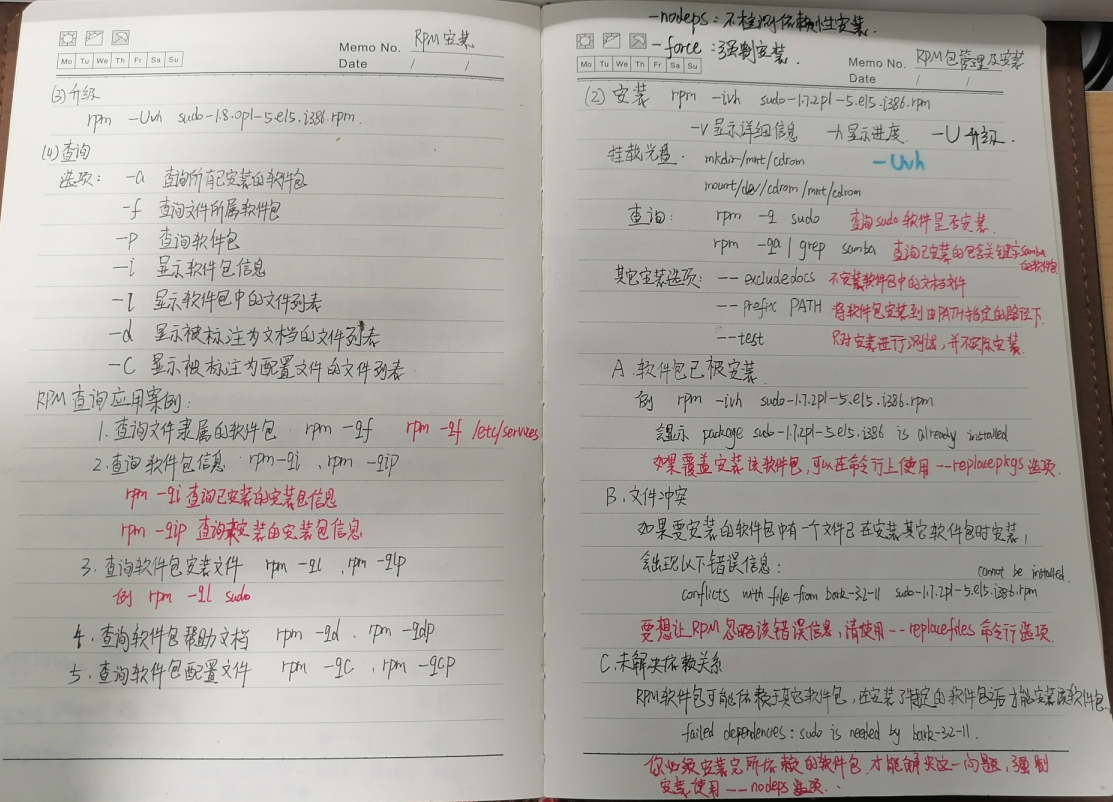 Memo No. RPM安装
Mo Tu We Th Fr Sa Su
Date / /
(3) 升级
rpm -Uvh sudo-1.8.0p1-5.el5.i386.rpm.
(4) 查询
选项: -a 查询所有已安装的软件包
-f 查询文件所属软件包
-p 查询软件包
-i 显示软件包信息
-l 显示软件包中的文件列表
-d 显示被标注为文档的文件列表
-c 显示被标注为配置文件的文件列表.
RPM查询应用案例:
1. 查询文件隶属的软件包. rpm -qf rpm -qf /etc/services
2. 查询软件包信息. rpm-qi 、rpm -qip
rpm -qi 查询已安装的安装包信息
rpm -qip 查询未安装的安装包信息.
3. 查询软件包安装文件 rpm -ql 、rpm -qlp
例 rpm -ql sudo
4. 查询软件包帮助文档 rpm -qd 、rpm -qdp
5. 查询软件包配置文件 rpm -qc 、rpm -qcp
-nodeps: 不检测依赖性安装.
-force: 强制安装.
Memo No. RPM包管理及安装
Mo Tu We Th Fr Sa Su
Date / /
(2) 安装 rpm -ivh sudo-1.7.2p1-5.el5.i386.rpm
-v 显示详细信息 -h 显示进度. -U 升级.
挂载光盘. mkdir/mnt/cdrom -Uvh
mount/dev/cdrom/mnt/cdrom
查询: rpm -q sudo 查询sudo软件是否安装.
rpm -qa | grep samba 查询已安装的包含关键字samba的软件包
其它安装选项: --excludedocs 不安装软件包中的文档文件
--prefix PATH 将软件包安装到由PATH指定的路径下.
--test 只对安装进行测试, 并不实际安装.
A. 软件包已被安装.
例 rpm -ivh sudo-1.7.2p1-5.el5.i386.rpm
会显示 package sudo-1.7.2p1-5.el5.i386 is already installed
如果覆盖安装该软件包, 可以在命令行上使用 --replacepkgs 选项.
B. 文件冲突
如果要安装的软件包中有一个文件已在安装其它软件包时安装,
会出现以下错误信息:
conflicts with file from bark-3.2-11 sudo-1.7.2p1-5.el5.i386.rpm cannot be installed.
要想让RPM忽略该错误信息, 请使用 --replacefiles 命令行选项.
C. 未解决依赖关系
RPM软件包可能依赖于其它软件包, 在安装了特定的软件包之后才能安装该软件包.
failed dependencies: sudo is needed by bark-3.2-11.
你必须安装完所依赖的软件包, 才能解决这一问题, 强制
安装使用 --nodeps 选项.